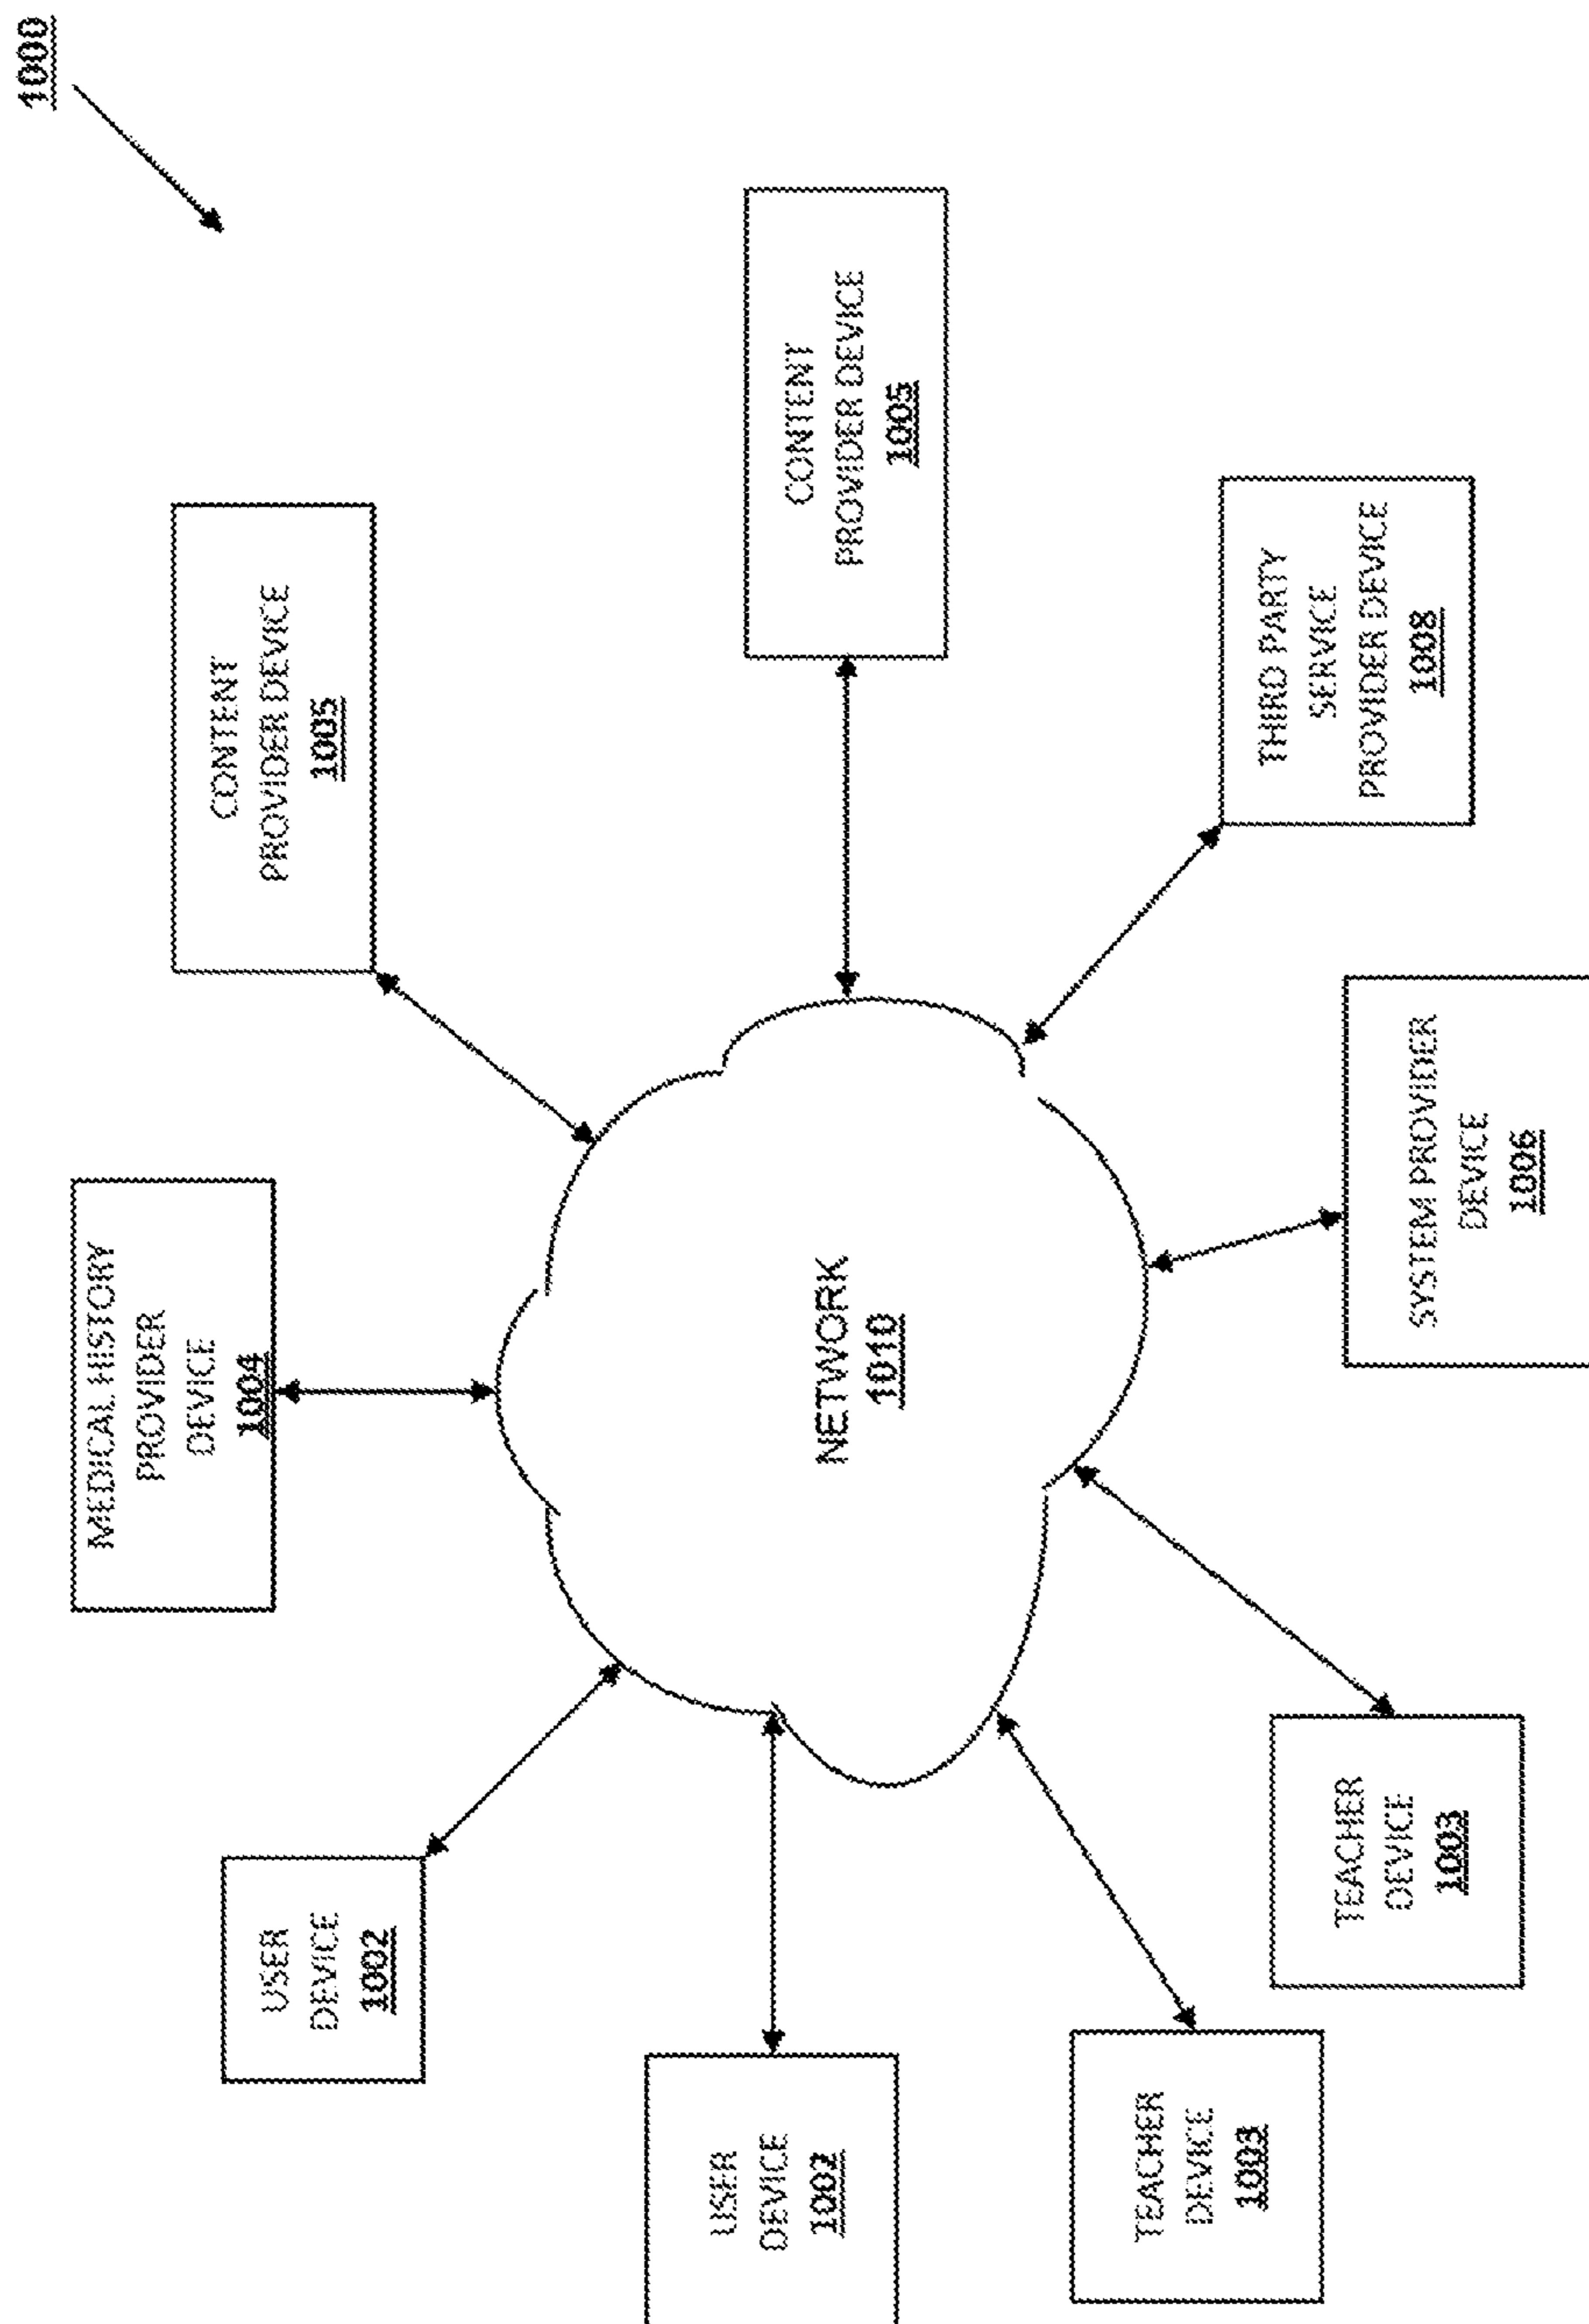 1000
MEDICAL HISTORY
PROVIDER
DEVICE
1004
USER
DEVICE
1002
CONTENT
PROVIDER DEVICE
1005
USER
DEVICE
1002
NETWORK
1010
CONTENT
PROVIDER DEVICE
1005
TEACHER
DEVICE
1003
TEACHER
DEVICE
1003
SYSTEM PROVIDER
DEVICE
1006
THIRD PARTY
SERVICE
PROVIDER DEVICE
1008